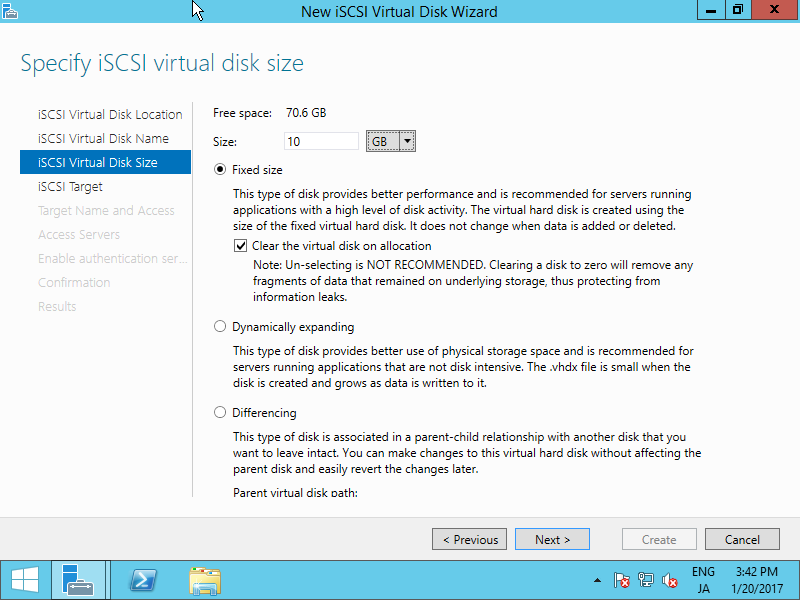 New iSCSI Virtual Disk Wizard
Specify iSCSI virtual disk size
iSCSI Virtual Disk Location
iSCSI Virtual Disk Name
iSCSI Virtual Disk Size
iSCSI Target
Target Name and Access
Access Servers
Enable authentication ser...
Confirmation
Results
Free space: 70.6 GB
Size: 10 GB
Fixed size
This type of disk provides better performance and is recommended for servers running
applications with a high level of disk activity. The virtual hard disk is created using the
size of the fixed virtual hard disk. It does not change when data is added or deleted.
Clear the virtual disk on allocation
Note: Un-selecting is NOT RECOMMENDED. Clearing a disk to zero will remove any
fragments of data that remained on underlying storage, thus protecting from
information leaks.
Dynamically expanding
This type of disk provides better use of physical storage space and is recommended for
servers running applications that are not disk intensive. The .vhdx file is small when the
disk is created and grows as data is written to it.
Differencing
This type of disk is associated in a parent-child relationship with another disk that you
want to leave intact. You can make changes to this virtual hard disk without affecting the
parent disk and easily revert the changes later.
Parent virtual disk path:
< Previous Next > Create Cancel
ENG 3:42 PM
JA 1/20/2017